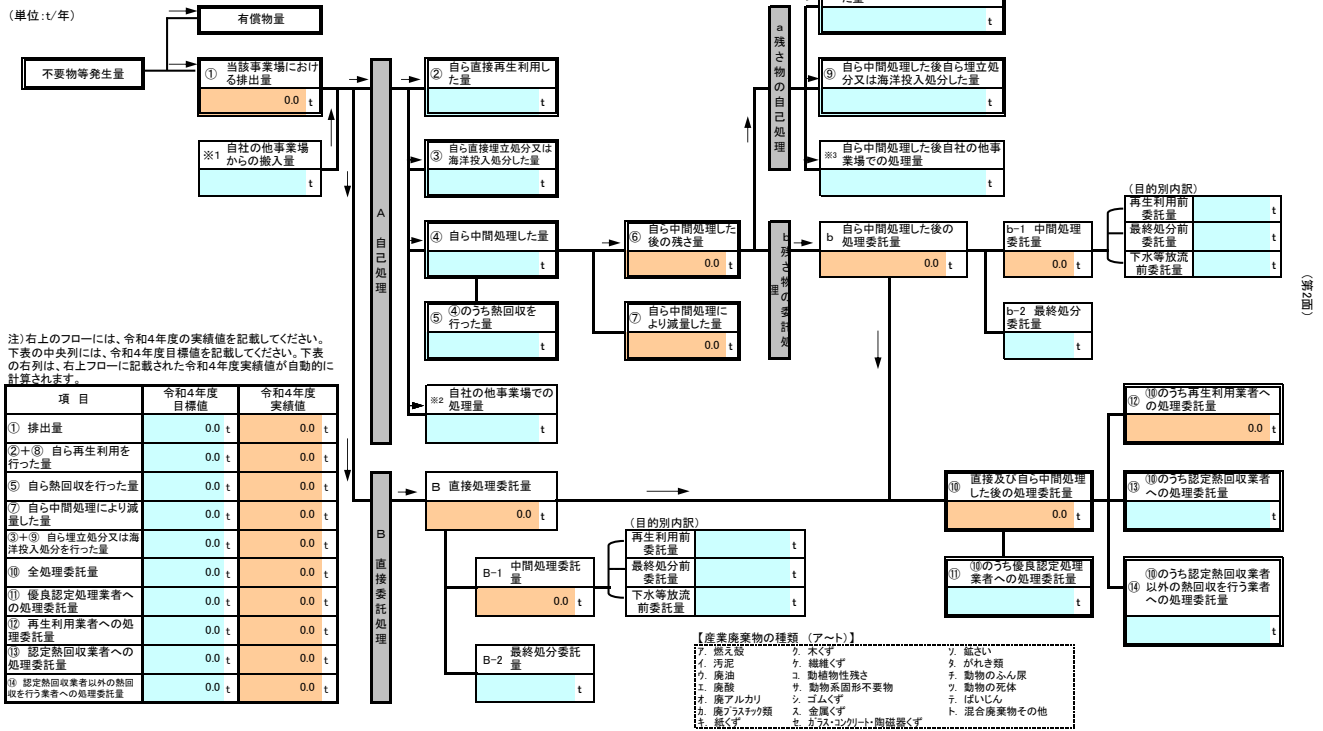 (単位:t/年)
有償物量
不要物等発生量
① 当該事業場におけ
る排出量
0.0 t
※1 自社の他事業場
からの搬入量
t
A 自己処理
② 自ら直接再生利用し
た量
t
③ 自ら直接埋立処分又は
海洋投入処分した量
t
④ 自ら中間処理した量
t
⑤ ④のうち熱回収を
行った量
t
※2 自社の他事業場での
処理量
t
⑥ 自ら中間処理した
後の残さ量
0.0 t
⑦ 自ら中間処理に
より減量した量
0.0 t
a 残さ物の自己処理
た量
t
⑨ 自ら中間処理した後自ら埋立処
分又は海洋投入処分した量
t
※3 自ら中間処理した後自社の他事
業場での処理量
t
b 残さ物の委託処理
b 自ら中間処理した後の
処理委託量
0.0 t
b-1 中間処理
委託量
0.0 t
b-2 最終処分
委託量
t
(目的別内訳)
再生利用前
委託量
t
最終処分前
委託量
t
下水等放流
前委託量
t
(第2面)
注)右上のフローには、令和4年度の実績値を記載してください。
下表の中央列には、令和4年度目標値を記載してください。下表
の右列は、右上フローに記載された令和4年度実績値が自動的に
計算されます。
項 目 令和4年度
目標値 令和4年度
実績値
① 排出量 0.0 t 0.0 t
②+⑧ 自ら再生利用を
行った量 0.0 t 0.0 t
⑤ 自ら熱回収を行った量 0.0 t 0.0 t
⑦ 自ら中間処理により減
量した量 0.0 t 0.0 t
③+⑨ 自ら埋立処分又は海
洋投入処分を行った量 0.0 t 0.0 t
⑩ 全処理委託量 0.0 t 0.0 t
⑪ 優良認定処理業者へ
の処理委託量 0.0 t 0.0 t
⑫ 再生利用業者への処
理委託量 0.0 t 0.0 t
⑬ 認定熱回収業者への
処理委託量 0.0 t 0.0 t
⑭ 認定熱回収業者以外の熱回
収を行う業者への処理委託量 0.0 t 0.0 t
B 直接委託処理
B 直接処理委託量
0.0 t
B-1 中間処理委託
量
0.0 t
B-2 最終処分委託
量
t
(目的別内訳)
再生利用前
委託量
t
最終処分前
委託量
t
下水等放流
前委託量
t
⑩ 直接及び自ら中間処理
した後の処理委託量
0.0 t
⑪ ⑩のうち優良認定処理
業者への処理委託量
t
⑫ ⑩のうち再生利用業者へ
の処理委託量
0.0 t
⑬ ⑩のうち認定熱回収業者
への処理委託量
t
⑭ ⑩のうち認定熱回収業者
以外の熱回収を行う業者
への処理委託量
t
【産業廃棄物の種類 (ア~ト)】
ア. 燃え殻 ク. 木くず ソ. 鉱さい
イ. 汚泥 ケ. 繊維くず タ. がれき類
ウ. 廃油 コ. 動植物性残さ チ. 動物のふん尿
エ. 廃酸 サ. 動物系固形不要物 ツ. 動物の死体
オ. 廃アルカリ シ. ゴムくず テ. ばいじん
カ. 廃プラスチック類 ス. 金属くず ト. 混合廃棄物その他
キ. 紙くず セ. ガラス・コンクリート・陶磁器くず